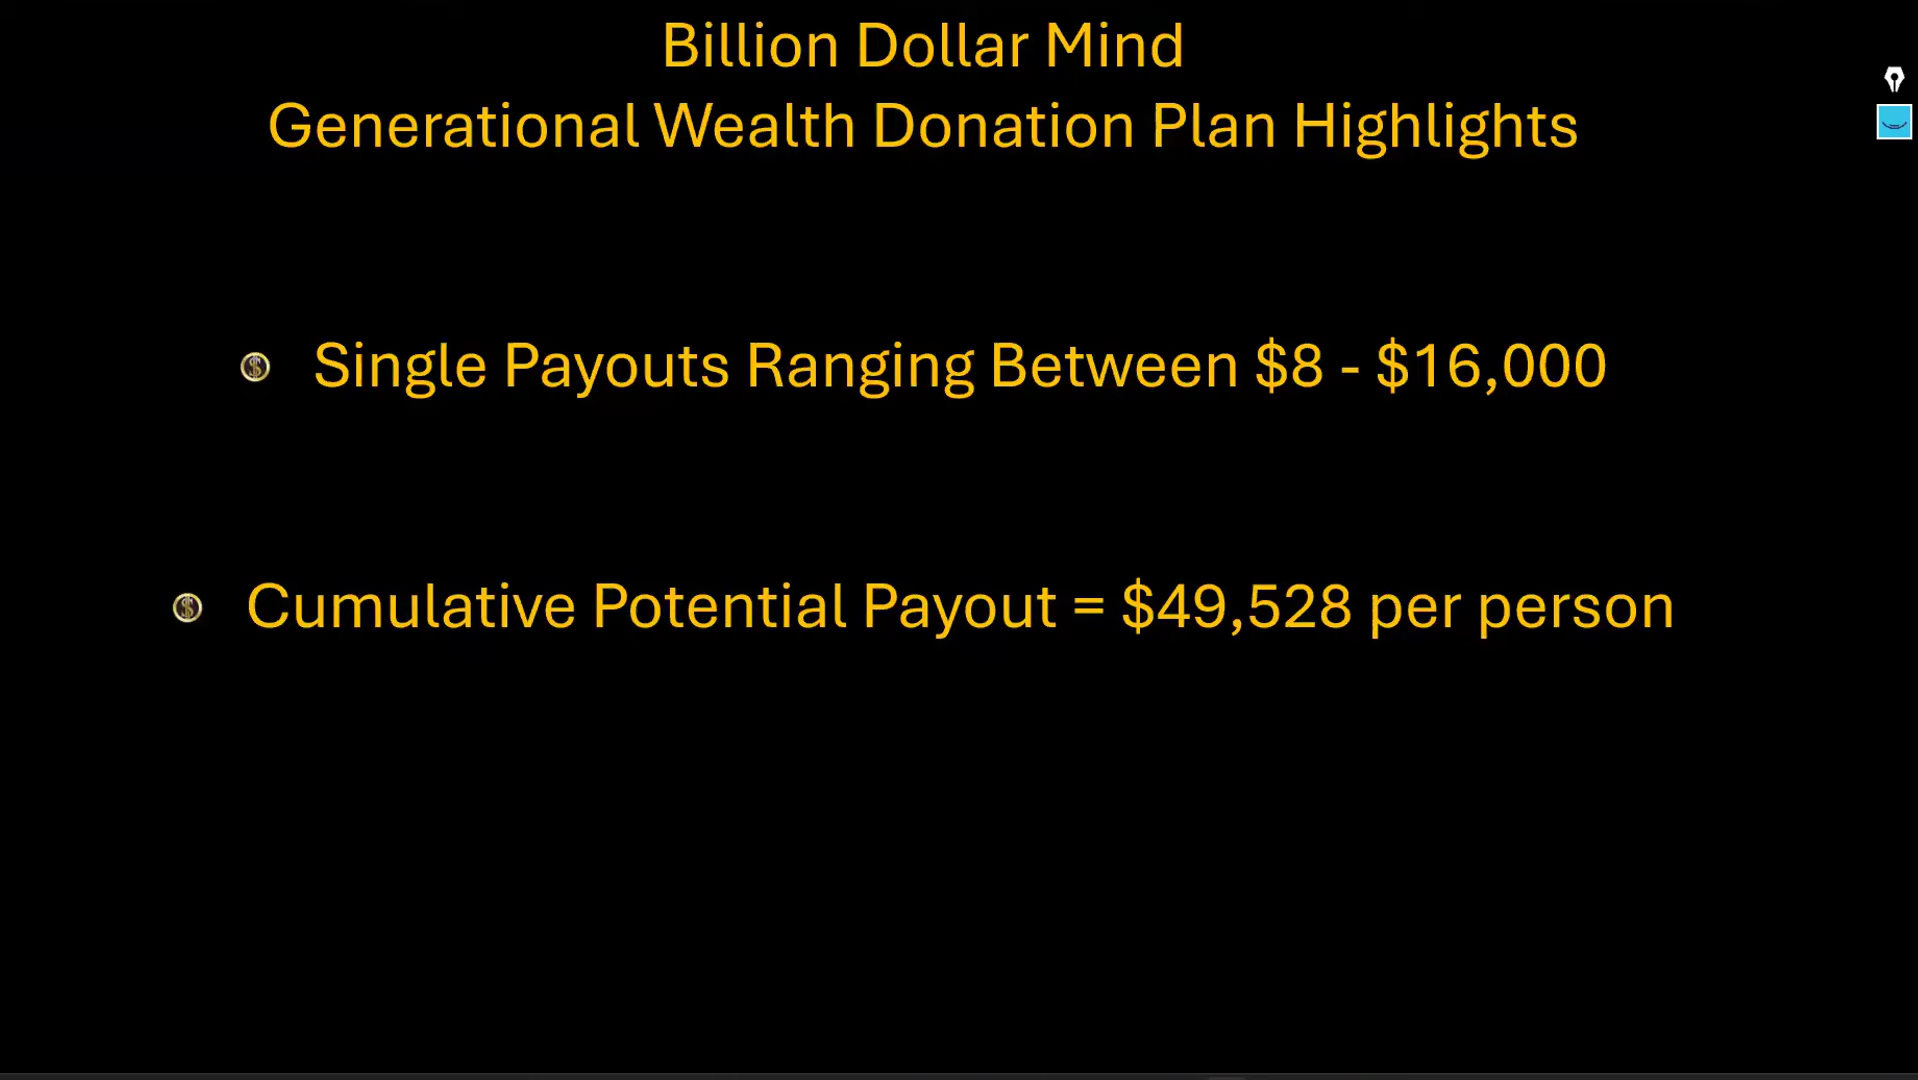 Billion Dollar Mind
Generational Wealth Donation Plan Highlights
Single Payouts Ranging Between $8 - $16,000
Cumulative Potential Payout = $49,528 per person